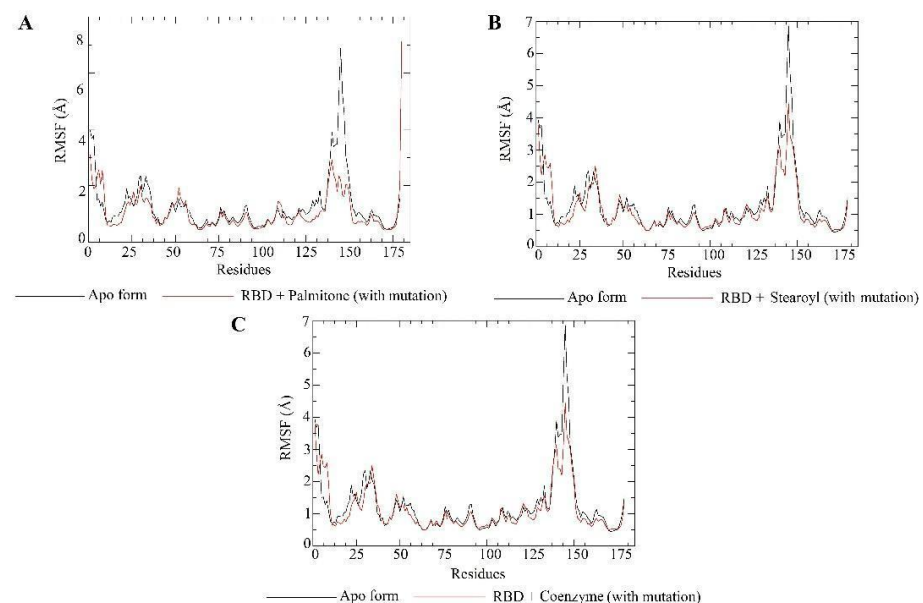 A
8
6
4
2
0
RMSF (Å)
0 25 50 75 100 125 150 175
Residues
Apo form RBD + Palmitone (with mutation)
B
7
6
5
4
3
2
1
0
RMSF (Å)
0 25 50 75 100 125 150 175
Residues
Apo form RBD + Stearoyl (with mutation)
C
7
6
5
4
3
2
1
0
RMSF (Å)
0 25 50 75 100 125 150 175
Residues
Apo form RBD + Coenzyme (with mutation)